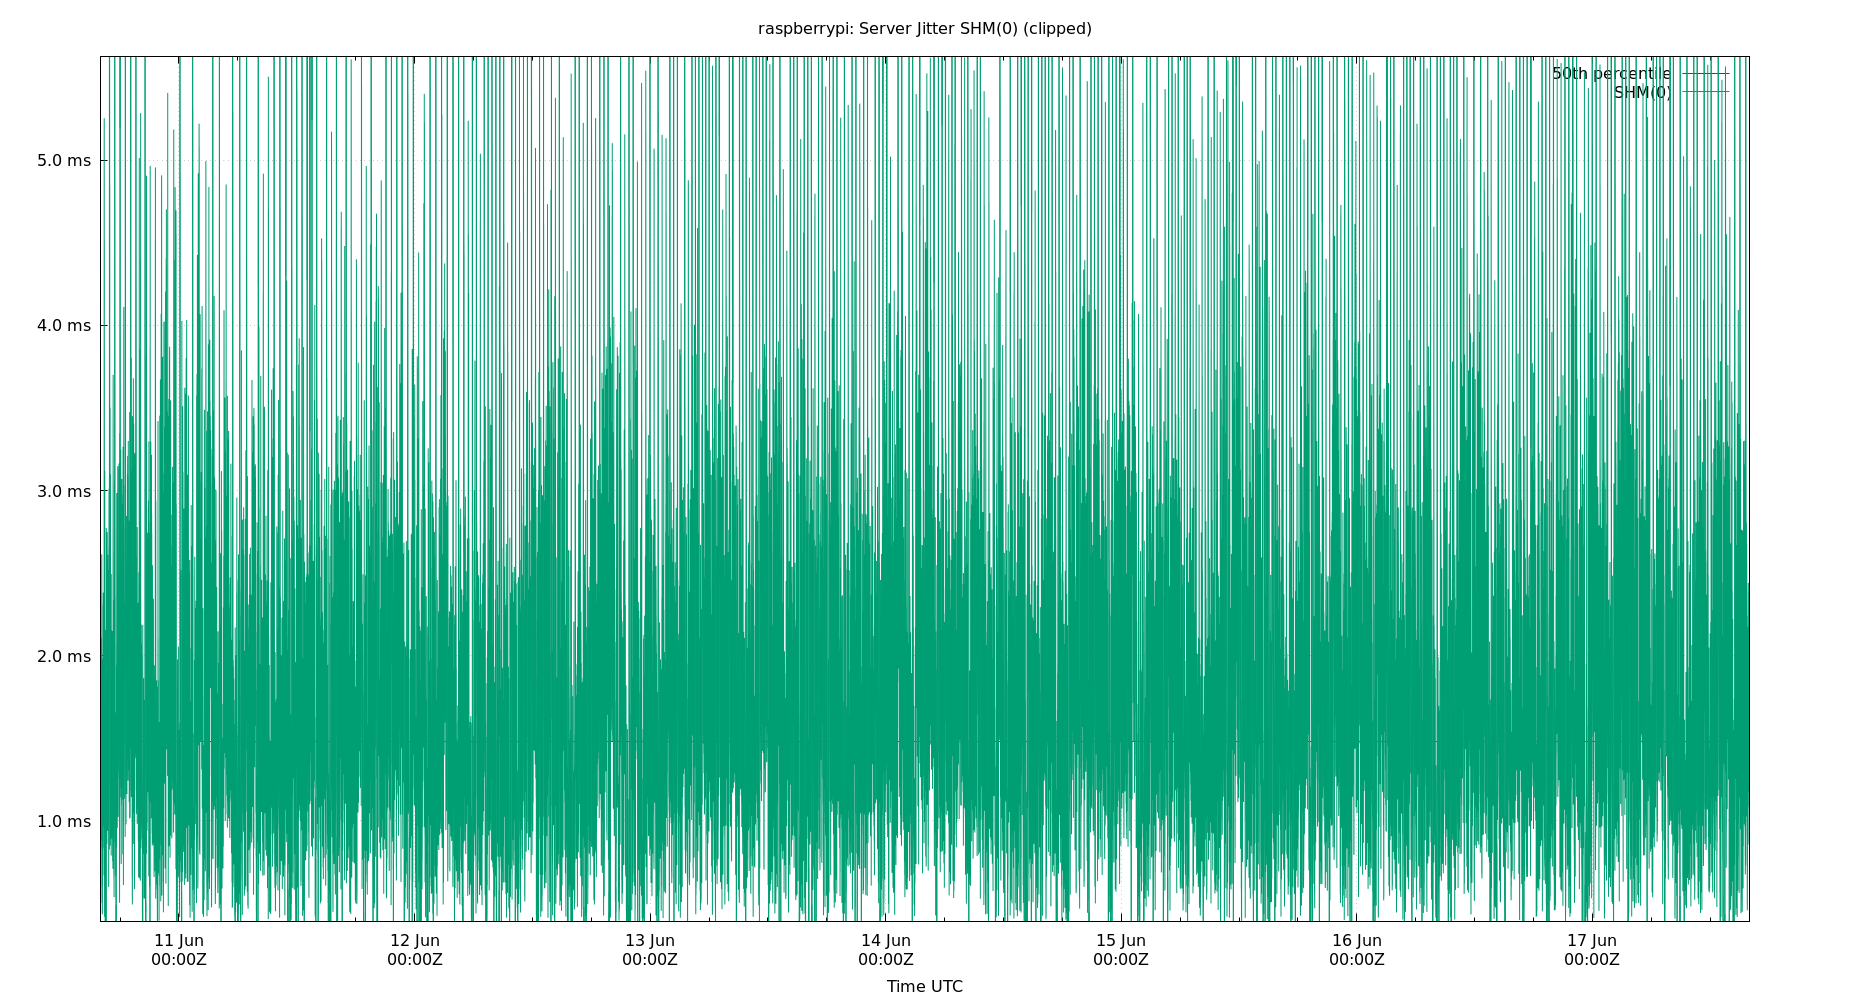 raspberrypi: Server Jitter SHM(0) (clipped)
50th percentile
SHM(0)
5.0 ms
4.0 ms
3.0 ms
2.0 ms
1.0 ms
11 Jun 12 Jun 13 Jun 14 Jun 15 Jun 16 Jun 17 Jun
00:00Z 00:00Z 00:00Z 00:00Z 00:00Z 00:00Z 00:00Z
Time UTC